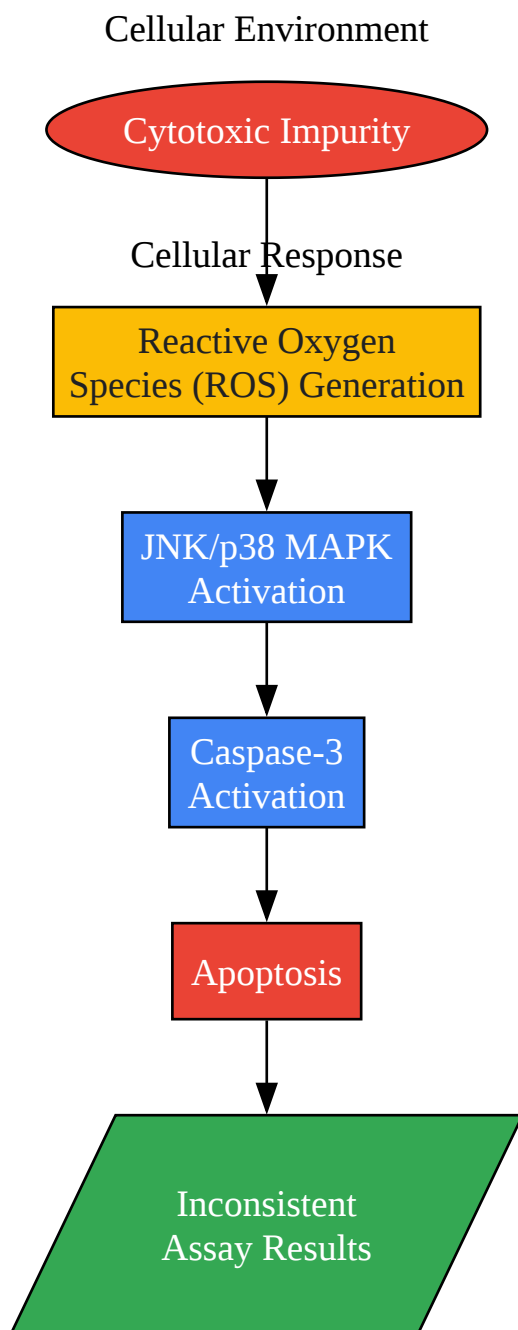 Cellular Environment
Cytotoxic Impurity
Cellular Response
Reactive Oxygen
Species (ROS) Generation
JNK/p38 MAPK
Activation
Caspase-3
Activation
Apoptosis
Inconsistent
Assay Results